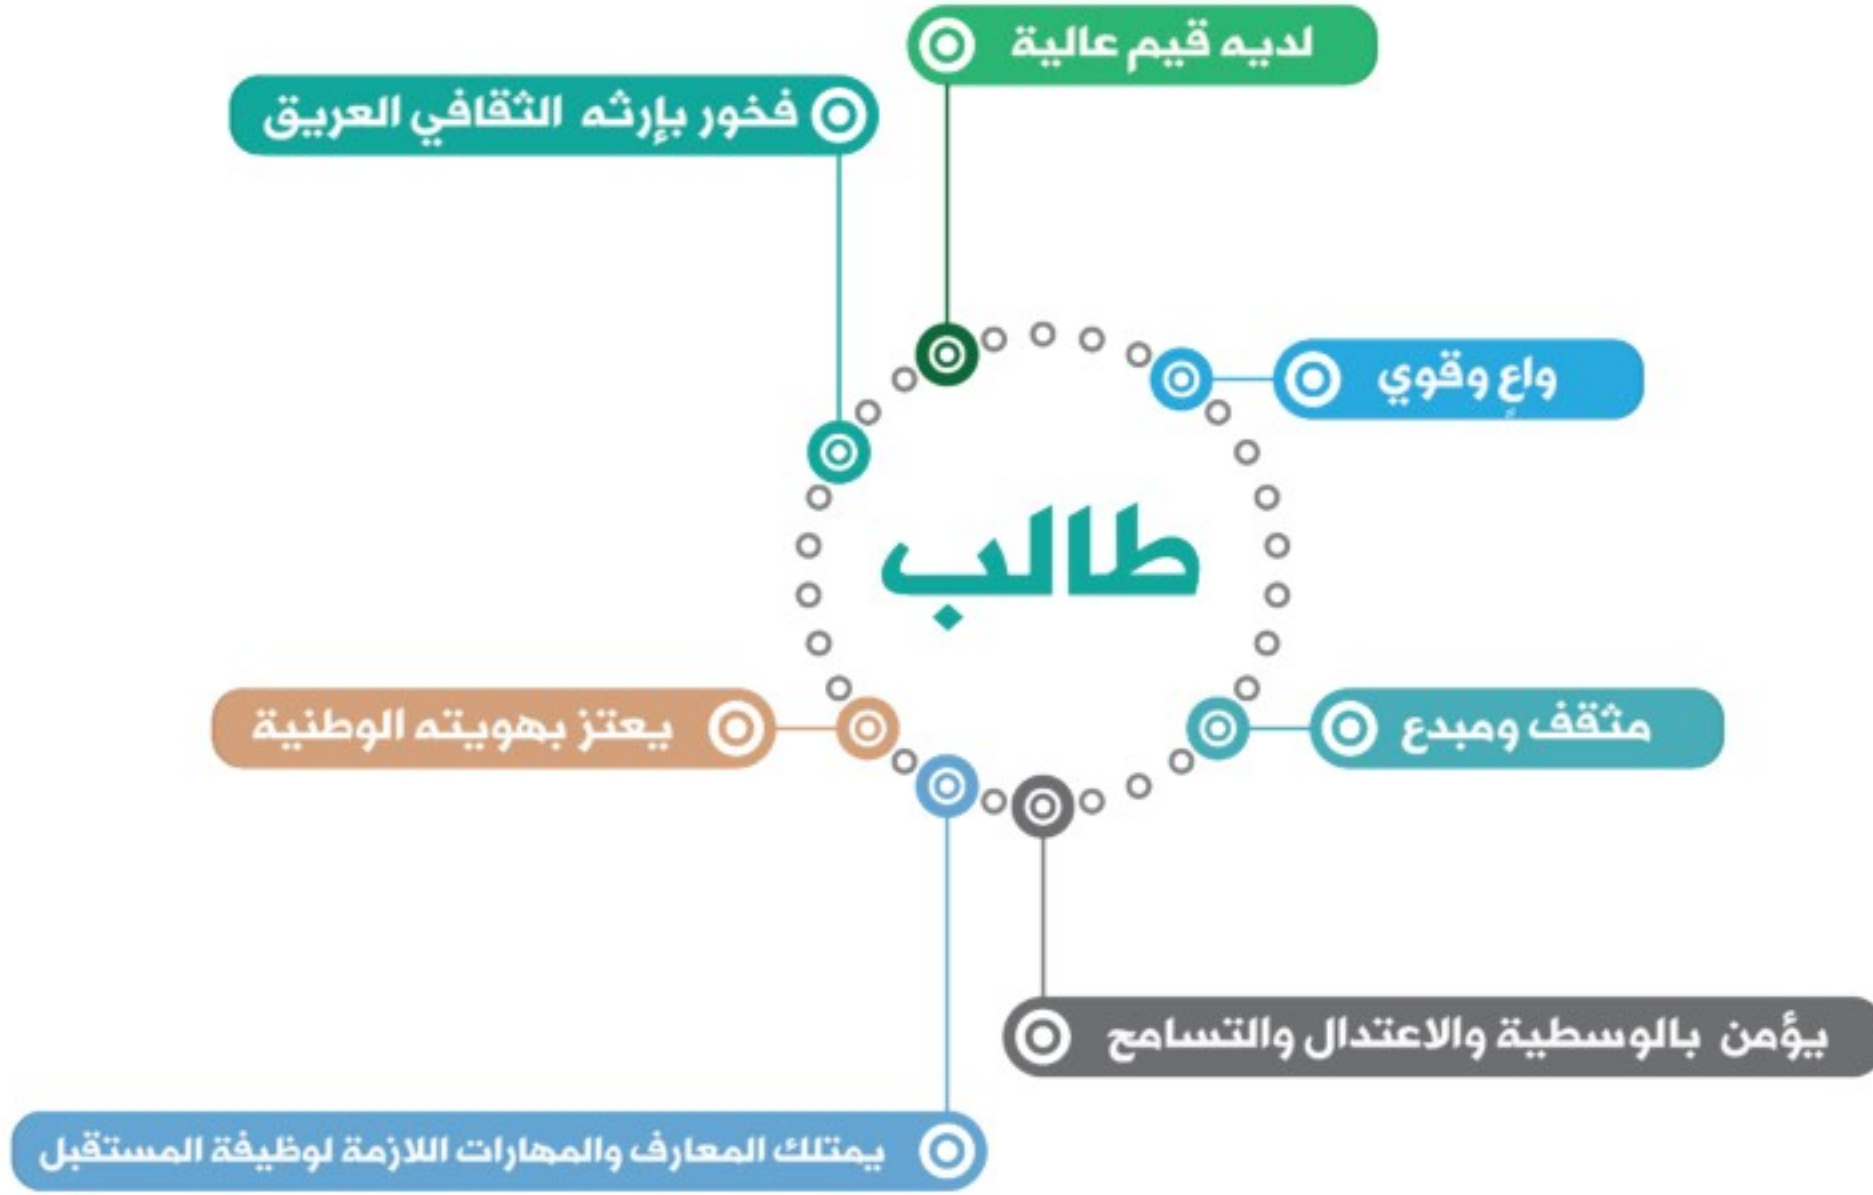 لديه قيم عالية
فخور بإرثه الثقافي العريق
واعٍ وقوي
طالب
مثقف ومبدع
يعتز بهويته الوطنية
يؤمن بالوسطية والاعتدال والتسامح
يمتلك المعارف والمهارات اللازمة لوظيفة المستقبل